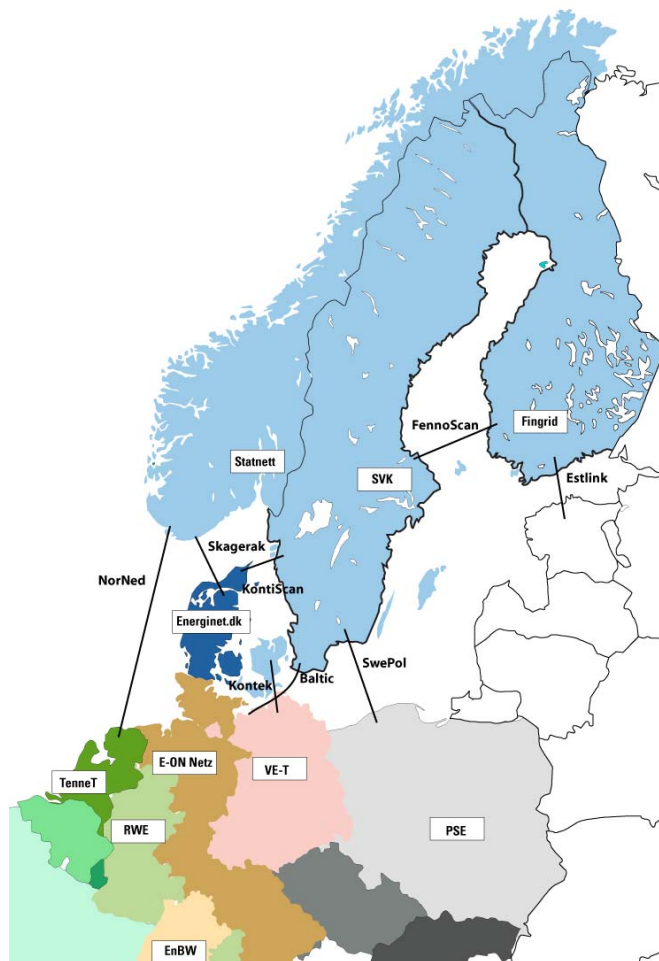 FennoScan
Fingrid
Statnett
SVK
Estlink
Skagerak
NorNed
KontiScan
Energinet.dk
SwePol
Baltic
Kontek
E-ON Netz
VE-T
TenneT
RWE
PSE
EnBW